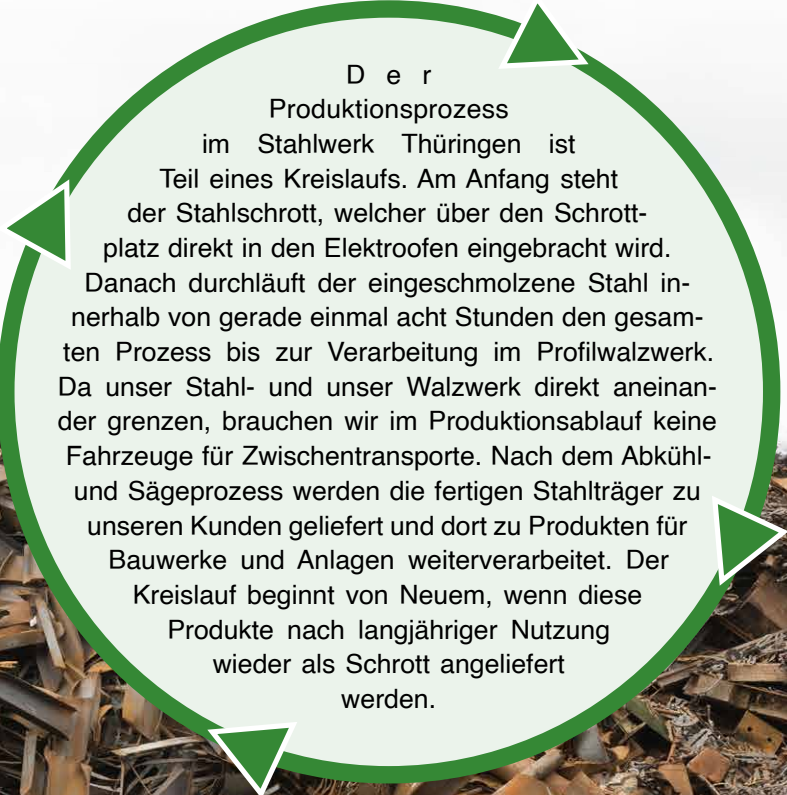 D e r
Produktionsprozess
im Stahlwerk Thüringen ist
Teil eines Kreislaufs. Am Anfang steht
der Stahlschrott, welcher über den Schrott-
platz direkt in den Elektroofen eingebracht wird.
Danach durchläuft der eingeschmolzene Stahl in-
nerhalb von gerade einmal acht Stunden den gesam-
ten Prozess bis zur Verarbeitung im Profilwalzwerk.
Da unser Stahl- und unser Walzwerk direkt aneinan-
der grenzen, brauchen wir im Produktionsablauf keine
Fahrzeuge für Zwischentransporte. Nach dem Abkühl-
und Sägeprozess werden die fertigen Stahlträger zu
unseren Kunden geliefert und dort zu Produkten für
Bauwerke und Anlagen weiterverarbeitet. Der
Kreislauf beginnt von Neuem, wenn diese
Produkte nach langjähriger Nutzung
wieder als Schrott angeliefert
werden.